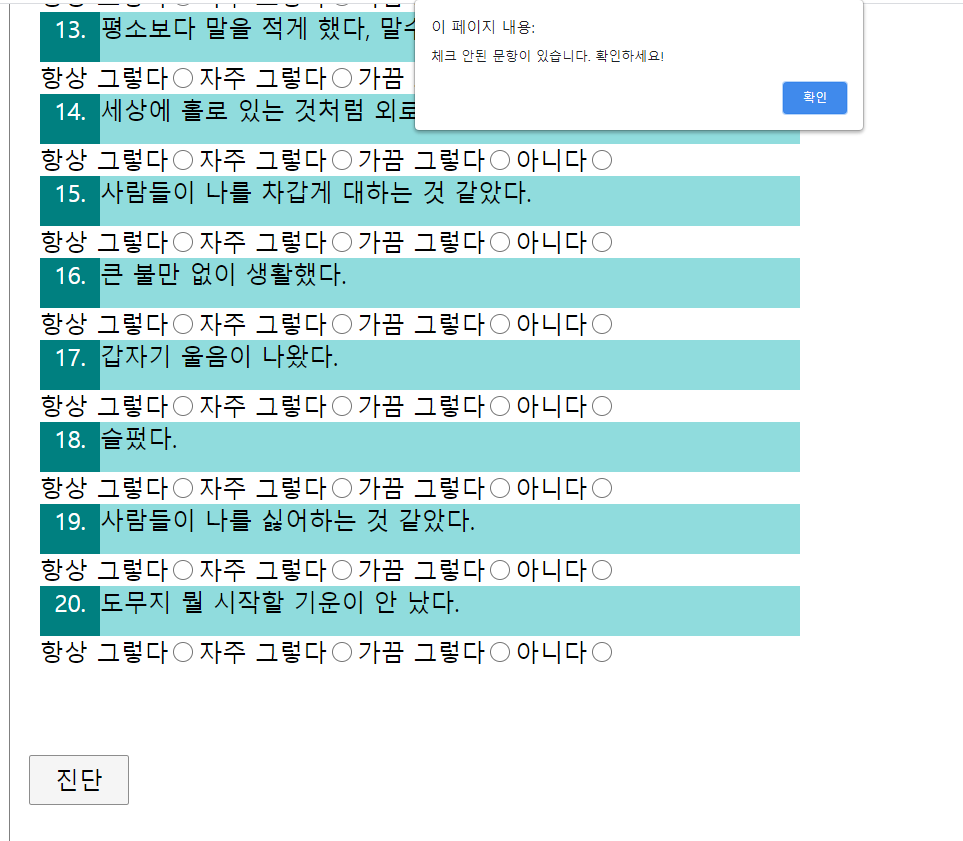 13. 평소보다 말을 적게 했다,
항상 그렇다 자주 그렇다 가끔
14. 세상에 홀로 있는 것처럼
항상 그렇다 자주 그렇다 가끔 그렇다 아니다
15. 사람들이 나를 차갑게 대하는 것 같았다.
항상 그렇다 자주 그렇다 가끔 그렇다 아니다
16. 큰 불만 없이 생활했다.
항상 그렇다 자주 그렇다 가끔 그렇다 아니다
17. 갑자기 울음이 나왔다.
항상 그렇다 자주 그렇다 가끔 그렇다 아니다
18. 슬펐다.
항상 그렇다 자주 그렇다 가끔 그렇다 아니다
19. 사람들이 나를 싫어하는 것 같았다.
항상 그렇다 자주 그렇다 가끔 그렇다 아니다
20. 도무지 뭘 시작할 기운이 안 났다.
항상 그렇다 자주 그렇다 가끔 그렇다 아니다
진단
이 페이지 내용:
체크 안된 문항이 있습니다. 확인하세요!
확인